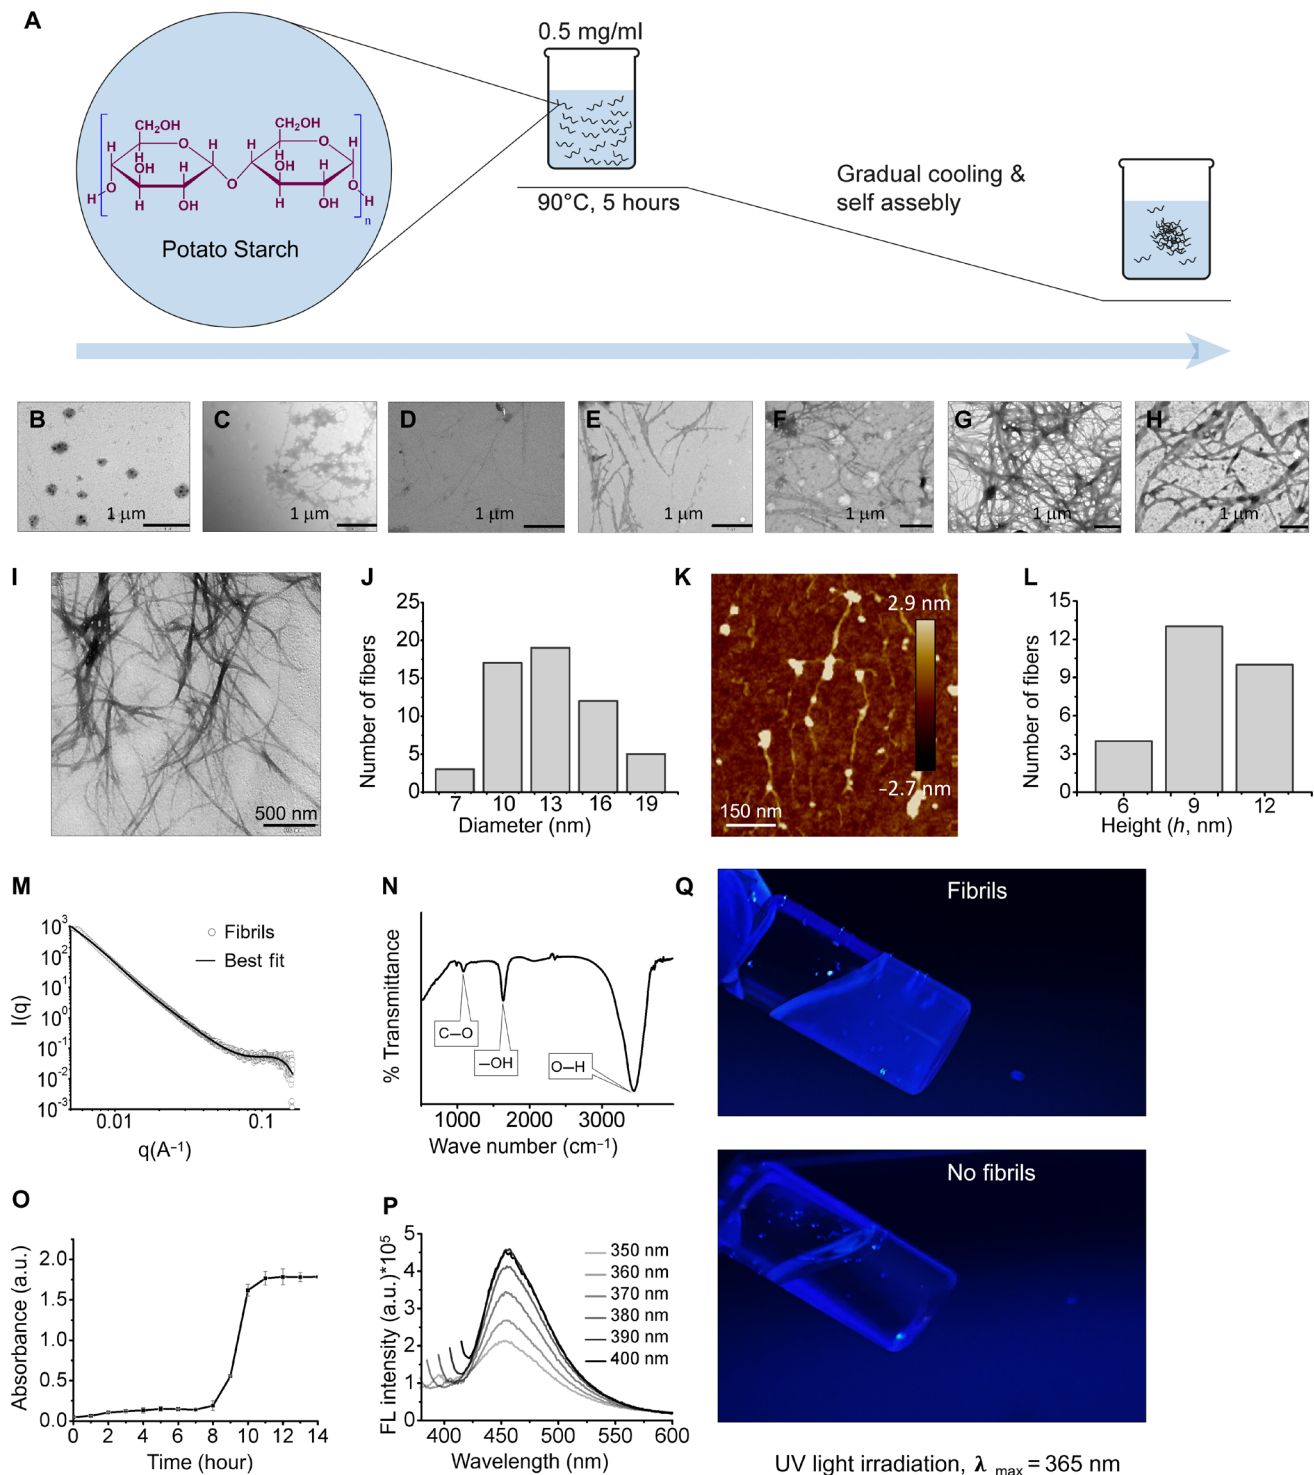 A
0.5 mg/ml
CH2OH
CH2OH
H
O
H
H
O
H
H
OH
H
H
OH
H
H
O
H
OH
O
H
OH
O
H
n
Potato Starch
90°C, 5 hours
Gradual cooling &
self assebly
B
1 μm
C
1 μm
D
1 μm
E
1 μm
F
1 μm
G
1 μm
H
1 μm
I
500 nm
J
Number of fibers
25
20
15
10
5
0
7 10 13 16 19
Diameter (nm)
K
2.9 nm
−2.7 nm
150 nm
L
Number of fibers
15
12
9
6
3
0
6 9 12
Height (h, nm)
M
I(q)
10^3
10^2
10^1
10^0
10^-1
10^-2
10^-3
Fibrils
Best fit
0.01 0.1
q(A−1)
N
% Transmittance
C—O
—OH
O—H
1000 2000 3000
Wave number (cm−1)
Q
Fibrils
No fibrils
UV light irradiation, λ max = 365 nm
O
Absorbance (a.u.)
2.0
1.5
1.0
0.5
0.0
0 2 4 6 8 10 12 14
Time (hour)
P
FL intensity (a.u.)*10^5
5
4
3
2
1
0
350 nm
360 nm
370 nm
380 nm
390 nm
400 nm
400 450 500 550 600
Wavelength (nm)